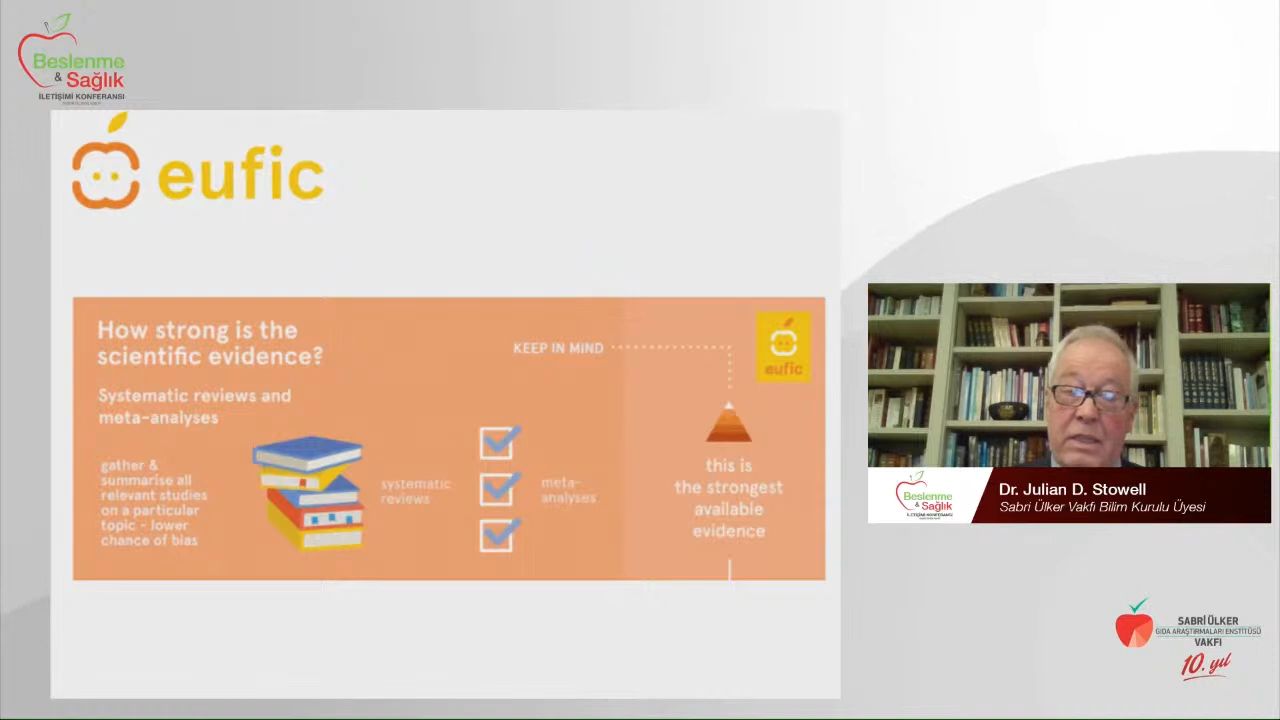 Beslenme
& Sağlık
İLETİŞİMİ KONFERANSI
eufic
How strong is the
scientific evidence?
Systematic reviews and
meta-analyses
gather &
summarise all
relevant studies
on a particular
topic - lower
chance of bias
systematic
reviews
meta-
analyses
KEEP IN MIND
eufic
this is
the strongest
available
evidence
Beslenme
& Sağlık
İLETİŞİMİ KONFERANSI
Dr. Julian D. Stowell
Sabri Ülker Vakfı Bilim Kurulu Üyesi
SABRİ ÜLKER
GIDA ARAŞTIRMALARI ENSTİTÜSÜ
VAKFI
10. yıl